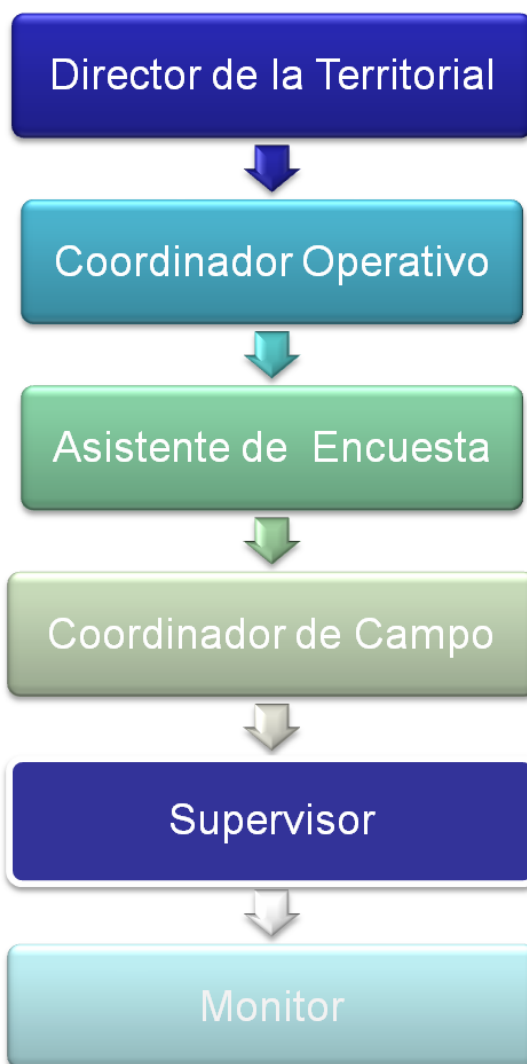 Director de la Territorial
Coordinador Operativo
Asistente de Encuesta
Coordinador de Campo
Supervisor
Monitor